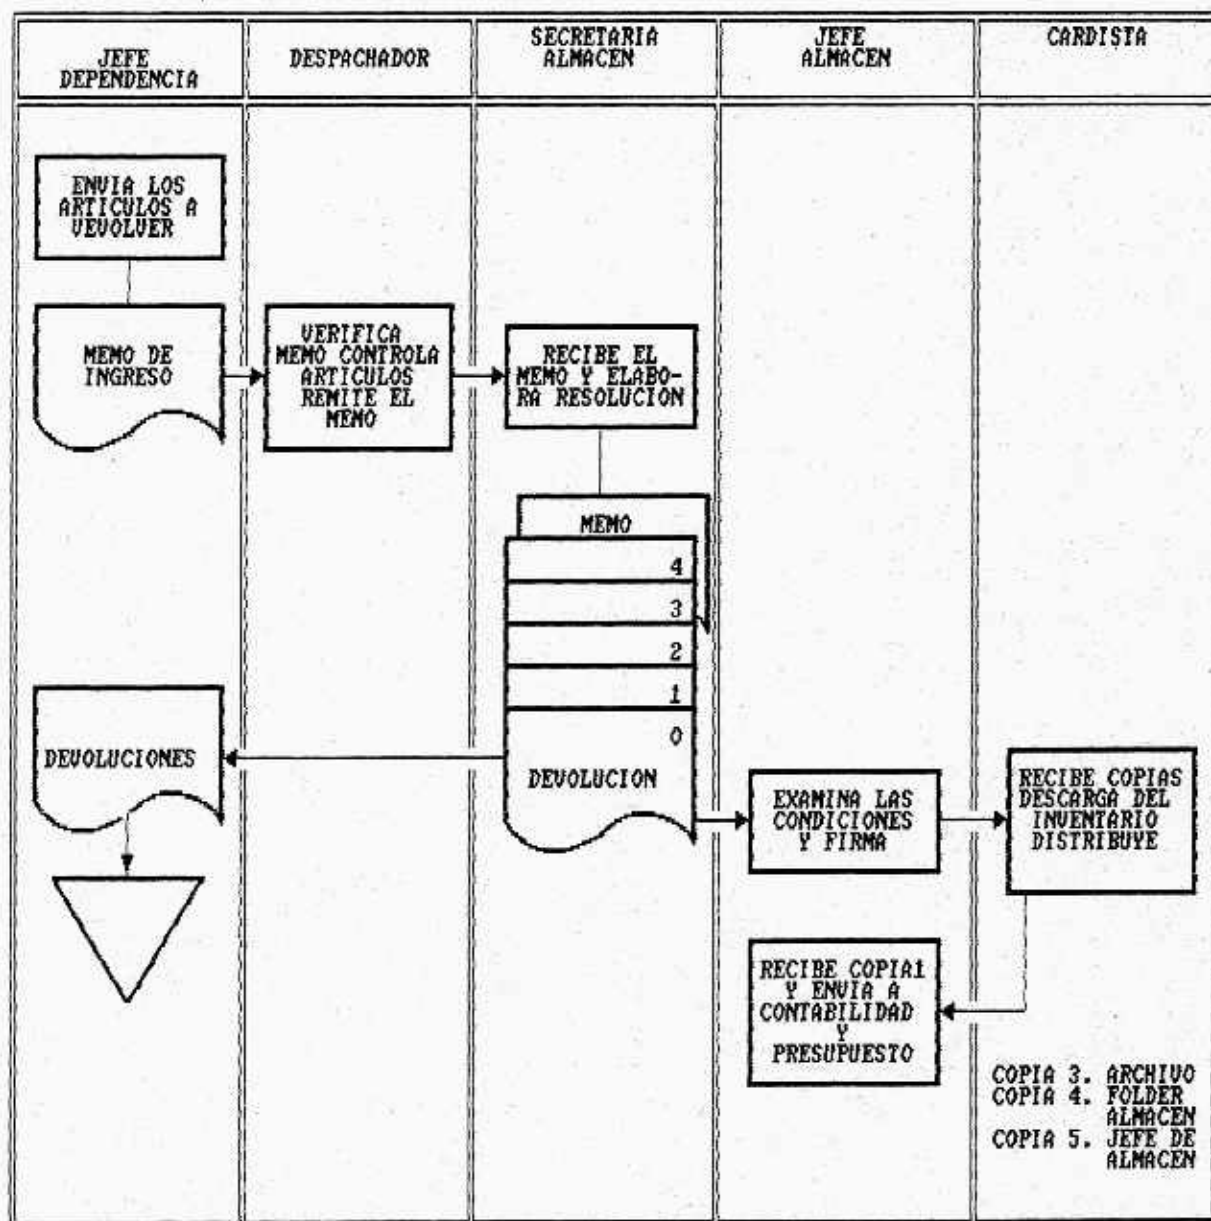 JEFE
DEPENDENCIA
DESPACHADOR
SECRETARIA
ALMACEN
JEFE
ALMACEN
CARDISTA
ENVIA LOS
ARTICULOS A
VEVOLVER
MEMO DE
INGRESO
VERIFICA
MEMO CONTROLA
ARTICULOS
REMITE EL
MEMO
RECIBE EL
MEMO Y ELABO-
RA RESOLUCION
MEMO
4
3
2
1
0
DEVOLUCION
DEVOLUCIONES
EXAMINA LAS
CONDICIONES
Y FIRMA
RECIBE COPIAS
DESCARGA DEL
INVENTARIO
DISTRIBUYE
RECIBE COPIA1
Y ENVIA A
CONTABILIDAD
Y
PRESUPUESTO
COPIA 3. ARCHIVO
COPIA 4. FOLDER
ALMACEN
COPIA 5. JEFE DE
ALMACEN